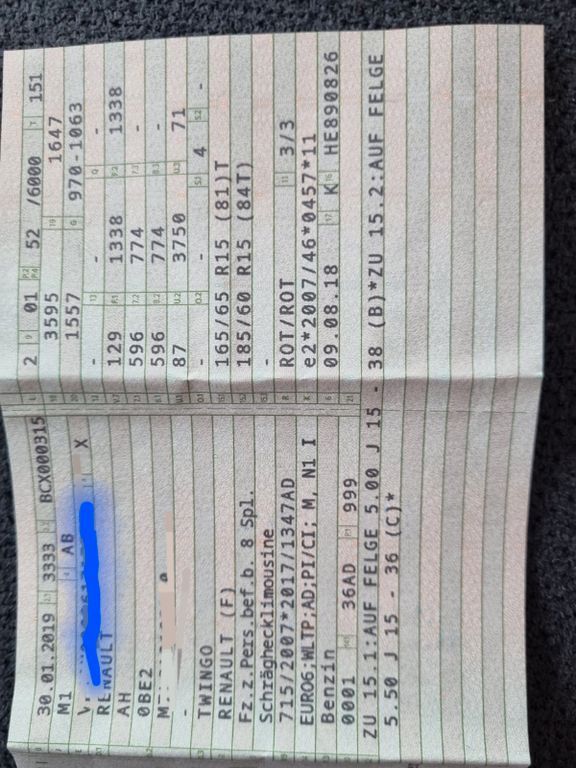 30.01.2019 3333 BCX000315
M1 AB
X
RENAULT
AH
0BE2
M
-
TWINGO
RENAULT (F)
Fz.z.Pers.bef.b. 8 Spl.
Schräghecklimousine
715/2007*2017/1347AD
EURO6;WLTP;AD;PI/CI; M, N1 I
Benzin
0001 36AD 999
2 01 52 /6000 151
3595 1647
1557 970-1063
- - -
129 1338 1338
596 774 -
596 774 -
87 3750 71
- - 4 -
165/65 R15 (81)T
185/60 R15 (84T)
-
ROT/ROT 3/3
e2*2007/46*0457*11
09.08.18 K HE890826
ZU 15.1:AUF FELGE 5.00 J 15 - 38 (B)*ZU 15.2:AUF FELGE
5.50 J 15 - 36 (C)*